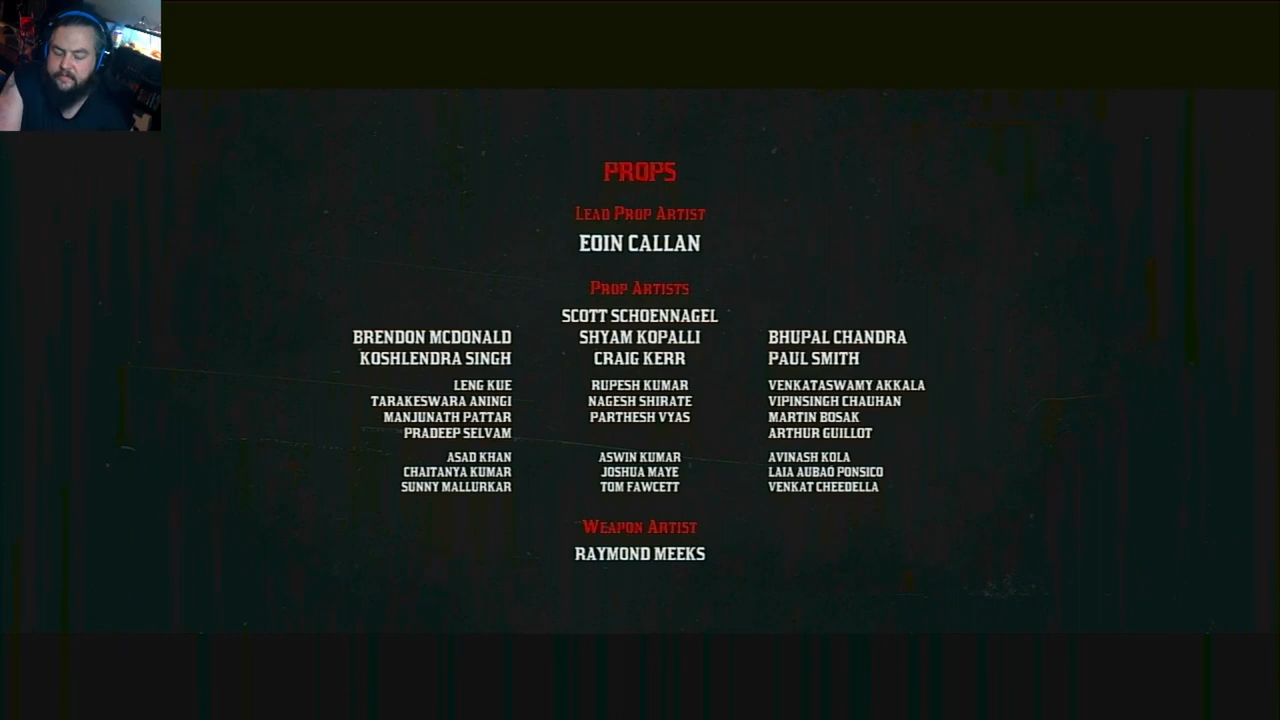 PROPS
LEAD PROP ARTIST
EOIN CALLAN
PROP ARTISTS
SCOTT SCHOENNAGEL
BRENDON MCDONALD SHYAM KOPALLI BHUPAL CHANDRA
KOSHLENDRA SINGH CRAIG KERR PAUL SMITH
LENG KUE RUPESH KUMAR VENKATASWAMY AKKALA
TARAKESWARA ANINGI NAGESH SHIRATE VIPINSINGH CHAUHAN
MANJUNATH PATTAR PARTHESH VYAS MARTIN BOSAK
PRADEEP SELVAM ARTHUR GUILLOT
ASAD KHAN ASWIN KUMAR AVINASH KOLA
CHAITANYA KUMAR JOSHUA MAYE LAIA AUBAO PONSICO
SUNNY MALLURKAR TOM FAWCETT VENKAT CHEEDELLA
WEAPON ARTIST
RAYMOND MEEKS